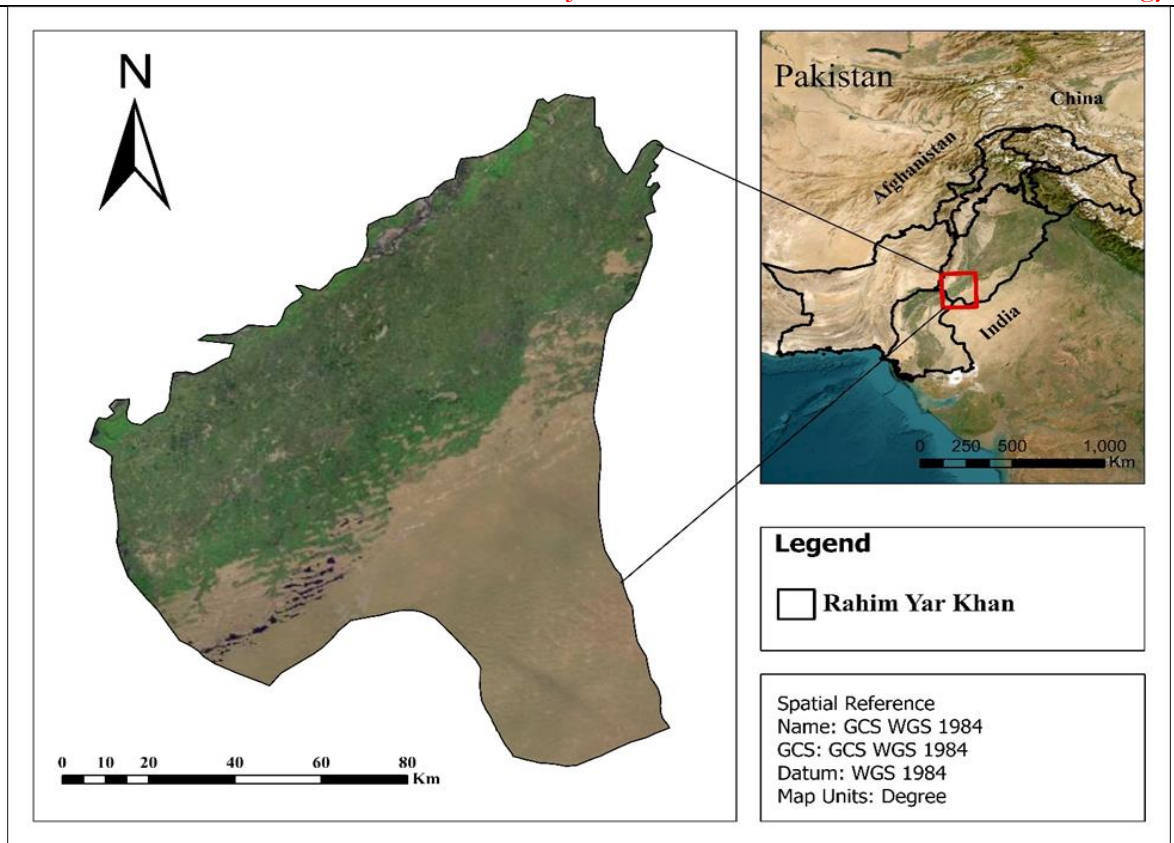 N
0 10 20 40 60 80
Km
Pakistan
China
Afghanistan
India
0 250 500 1,000
Km
Legend
Rahim Yar Khan
Spatial Reference
Name: GCS WGS 1984
GCS: GCS WGS 1984
Datum: WGS 1984
Map Units: Degree